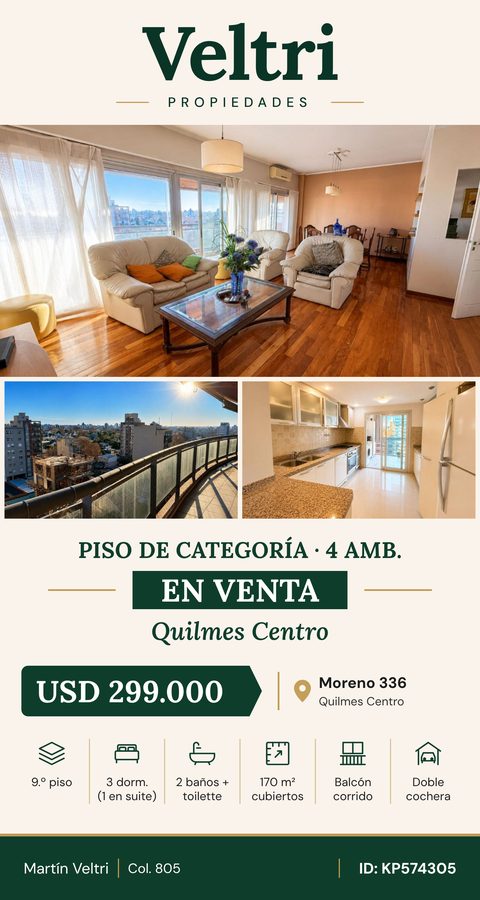 Veltri
PROPIEDADES
PISO DE CATEGORÍA · 4 AMB.
EN VENTA
Quilmes Centro
USD 299.000
Moreno 336
Quilmes Centro
9.º piso
3 dorm.
(1 en suite)
2 baños +
toilette
170 m²
cubiertos
Balcón
corrido
Doble
cochera
Martín Veltri
Col. 805
ID: KP574305